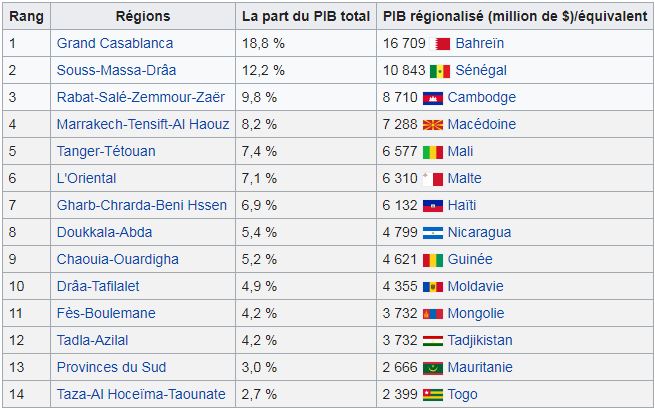 Rang Régions La part du PIB total PIB régionalisé (million de $)/équivalent
1 Grand Casablanca 18,8 % 16 709 Bahreïn
2 Souss-Massa-Drâa 12,2 % 10 843 Sénégal
3 Rabat-Salé-Zemmour-Zaër 9,8 % 8 710 Cambodge
4 Marrakech-Tensift-Al Haouz 8,2 % 7 288 Macédoine
5 Tanger-Tétouan 7,4 % 6 577 Mali
6 L'Oriental 7,1 % 6 310 Malte
7 Gharb-Chrarda-Beni Hssen 6,9 % 6 132 Haïti
8 Doukkala-Abda 5,4 % 4 799 Nicaragua
9 Chaouia-Ouardigha 5,2 % 4 621 Guinée
10 Drâa-Tafilalet 4,9 % 4 355 Moldavie
11 Fès-Boulemane 4,2 % 3 732 Mongolie
12 Tadla-Azilal 4,2 % 3 732 Tadjikistan
13 Provinces du Sud 3,0 % 2 666 Mauritanie
14 Taza-Al Hoceïma-Taounate 2,7 % 2 399 Togo